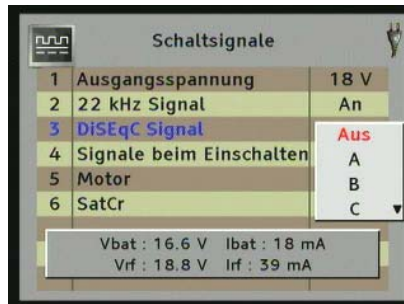 Schaltsignale
1 Ausgangsspannung 18 V
2 22 kHz Signal An
3 DiSEqC Signal Aus
4 Signale beim Einschalten A
5 Motor B
6 SatCr C
Vbat : 16.6 V Ibat : 18 mA
Vrf : 18.8 V Irf : 39 mA